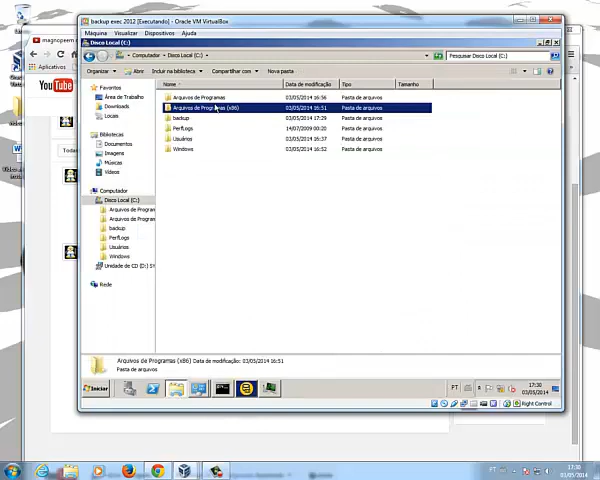 backup exec 2012 [Executando] - Oracle VM VirtualBox
Máquina Visualizar Dispositivos Ajuda
Disco Local (C:)
Computador Disco Local (C:)
Pesquisar Disco Local (C:)
Organizar Abrir Incluir na biblioteca Compartilhar com Nova pasta
Favoritos
Área de Trabalho
Downloads
Locais
Bibliotecas
Documentos
Imagens
Músicas
Vídeos
Computador
Disco Local (C:)
Arquivos de Program
Arquivos de Program
backup
PerfLogs
Usuários
Windows
Unidade de CD (D:) S
Rede
Nome Data de modificação Tipo Tamanho
Arquivos de Programas 03/05/2014 16:56 Pasta de arquivos
Arquivos de Programas (x86) 03/05/2014 16:51 Pasta de arquivos
backup 03/05/2014 17:29 Pasta de arquivos
PerfLogs 14/07/2009 00:20 Pasta de arquivos
Usuários 03/05/2014 16:37 Pasta de arquivos
Windows 03/05/2014 16:52 Pasta de arquivos
Arquivos de Programas (x86) Data de modificação: 03/05/2014 16:51
Pasta de arquivos
Iniciar
PT
17:30
03/05/2014
Right Control
magnopeem
Aplicativos
YouTube
Todas
PT
17:30
03/05/2014